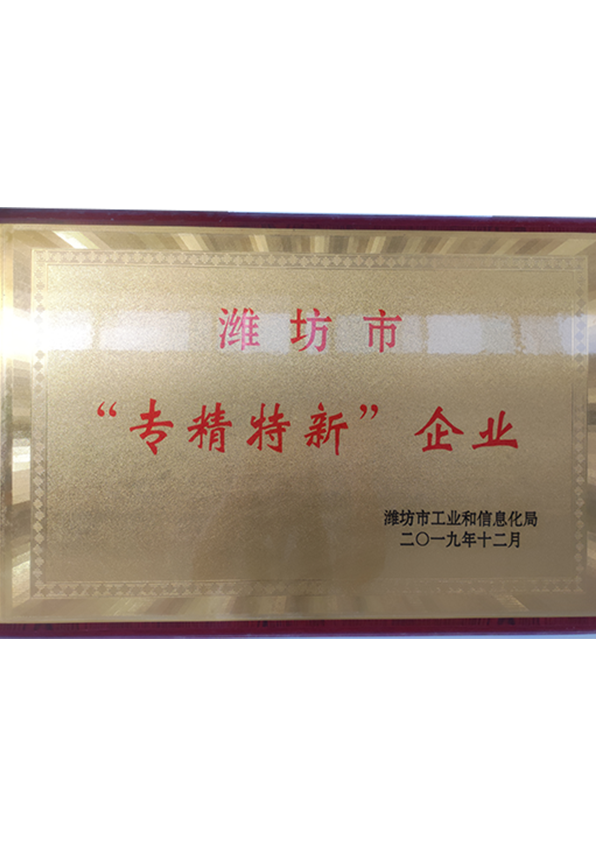 潍坊市
“专精特新”企业
潍坊市工业和信息化局
二〇一九年十二月